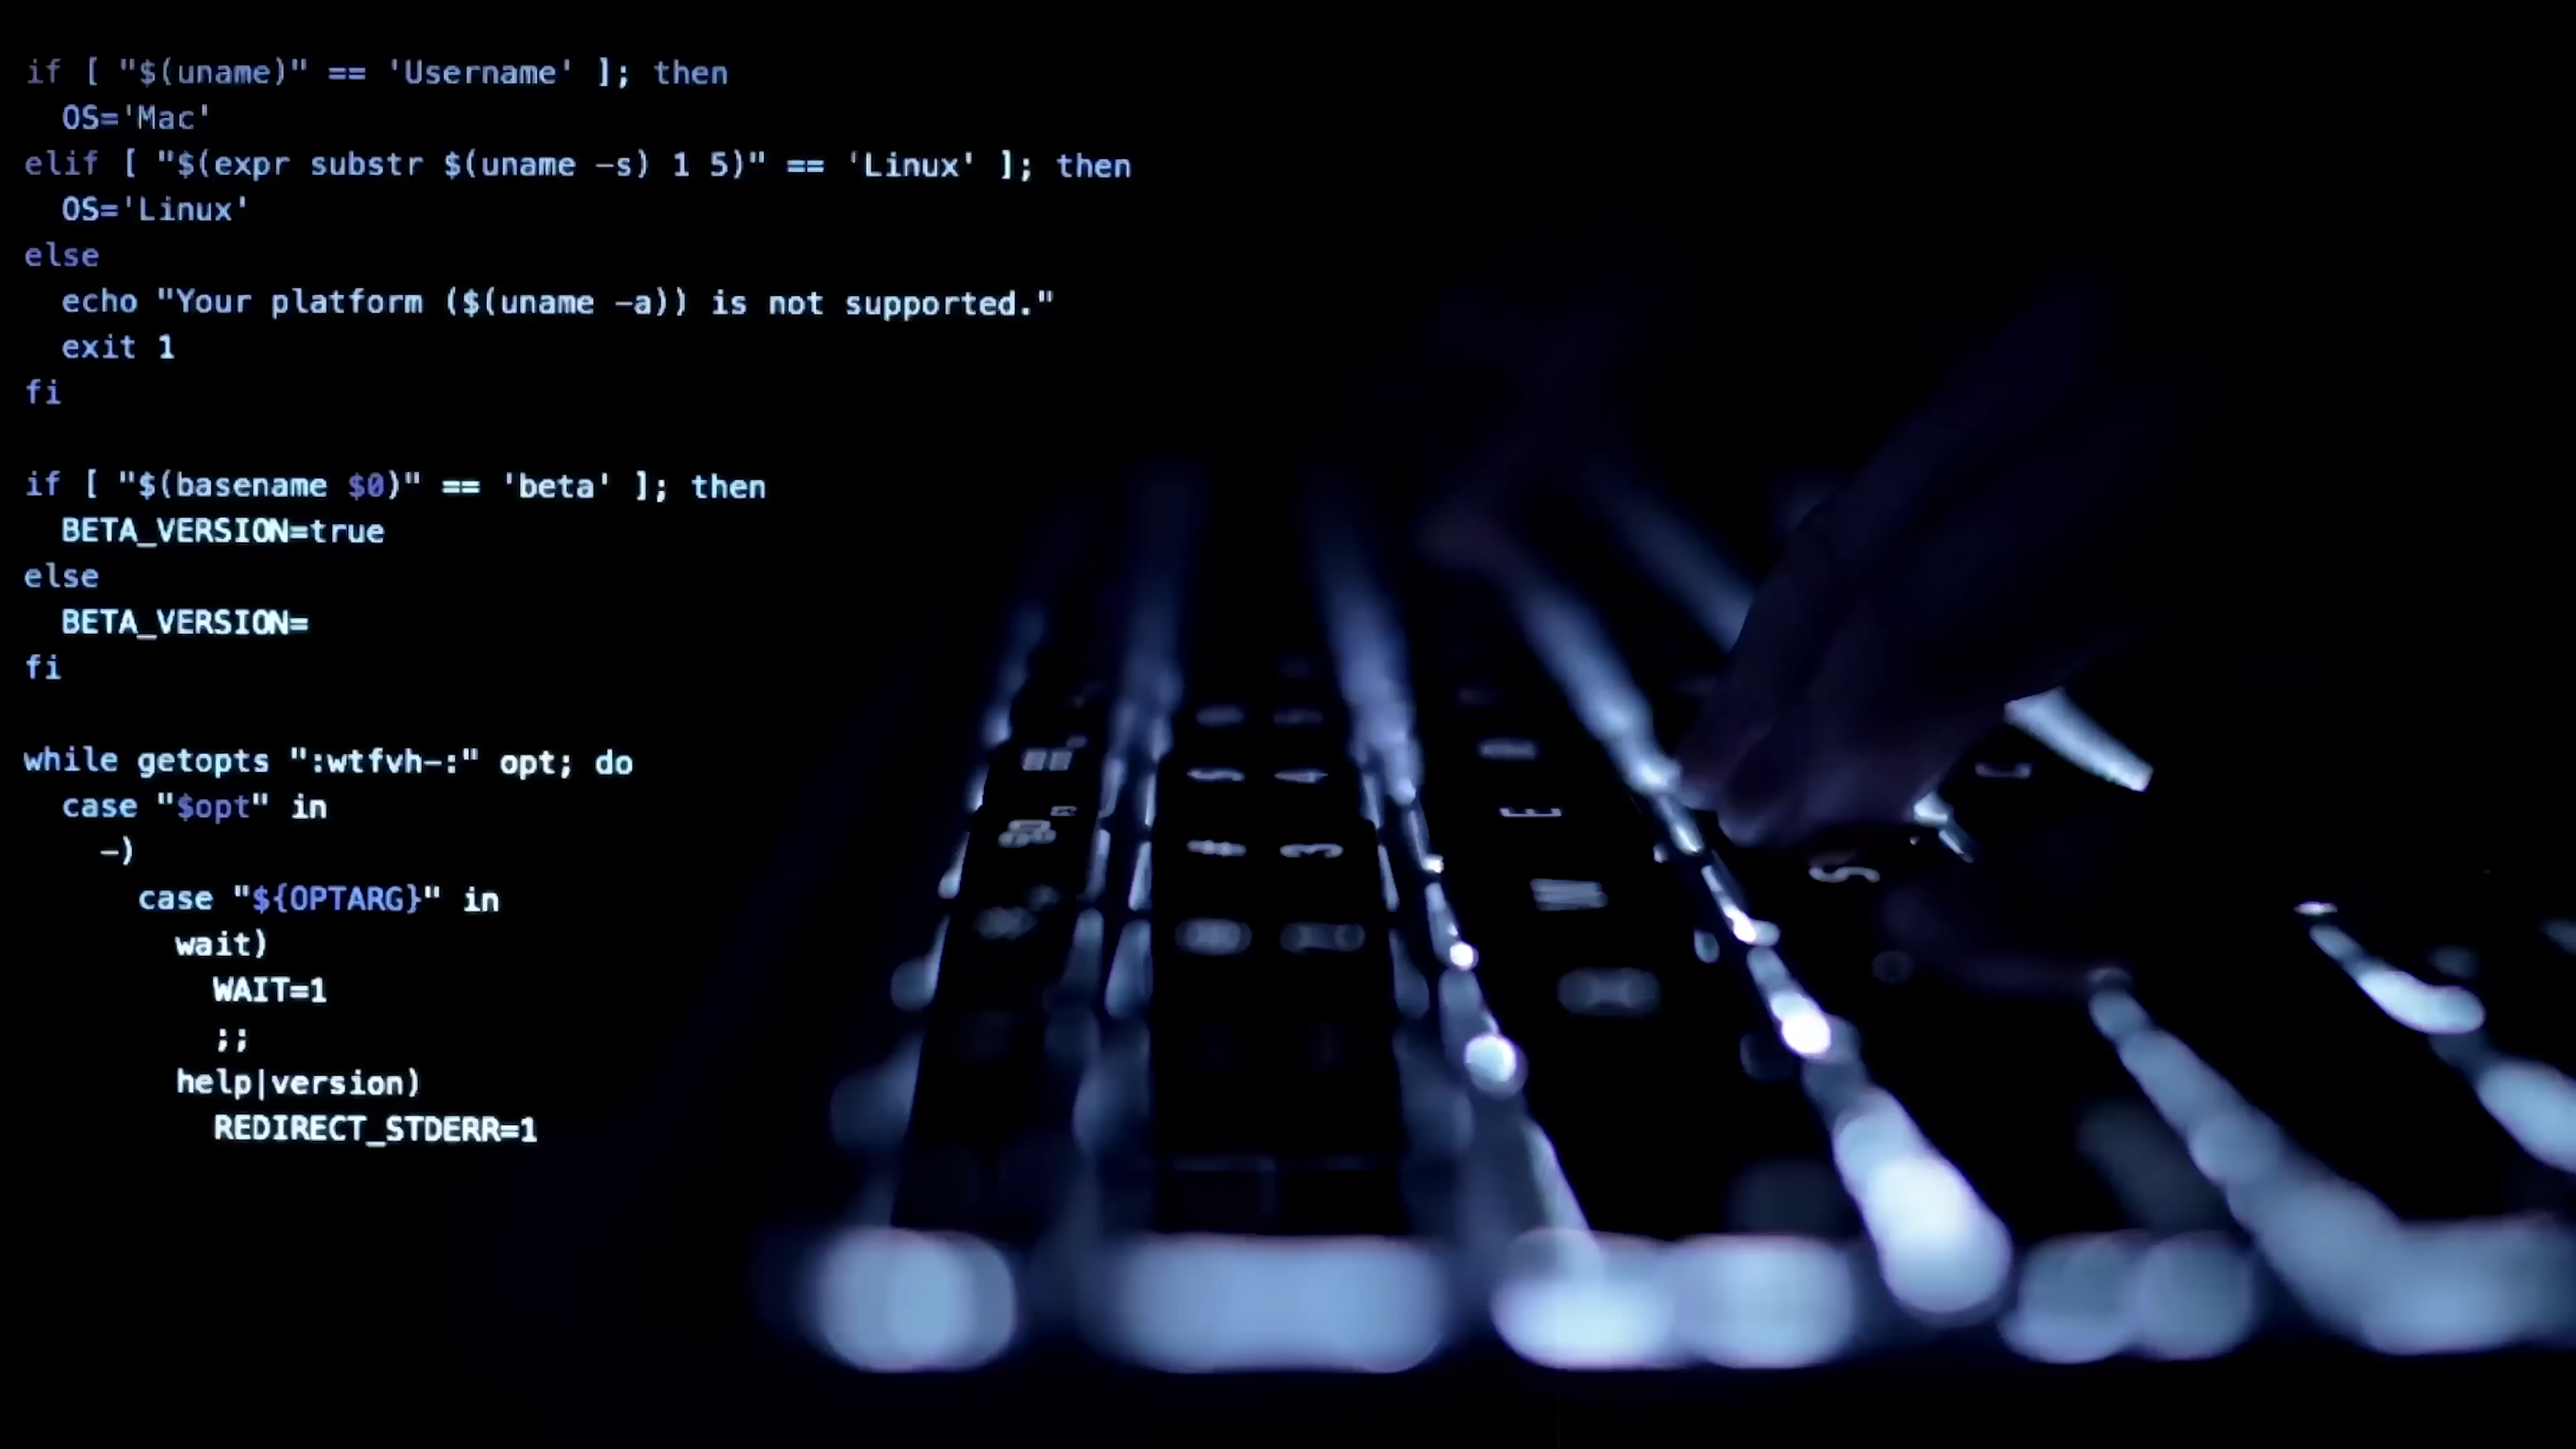 if [ "$(uname)" == 'Username' ]; then
  OS='Mac'
elif [ "$(expr substr $(uname -s) 1 5)" == 'Linux' ]; then
  OS='Linux'
else
  echo "Your platform ($(uname -a)) is not supported."
  exit 1
fi

if [ "$(basename $0)" == 'beta' ]; then
  BETA_VERSION=true
else
  BETA_VERSION=
fi

while getopts ":wtfvh-:" opt; do
  case "$opt" in
    -)
      case "${OPTARG}" in
        wait)
          WAIT=1
          ;;
        help|version)
          REDIRECT_STDERR=1
E
S